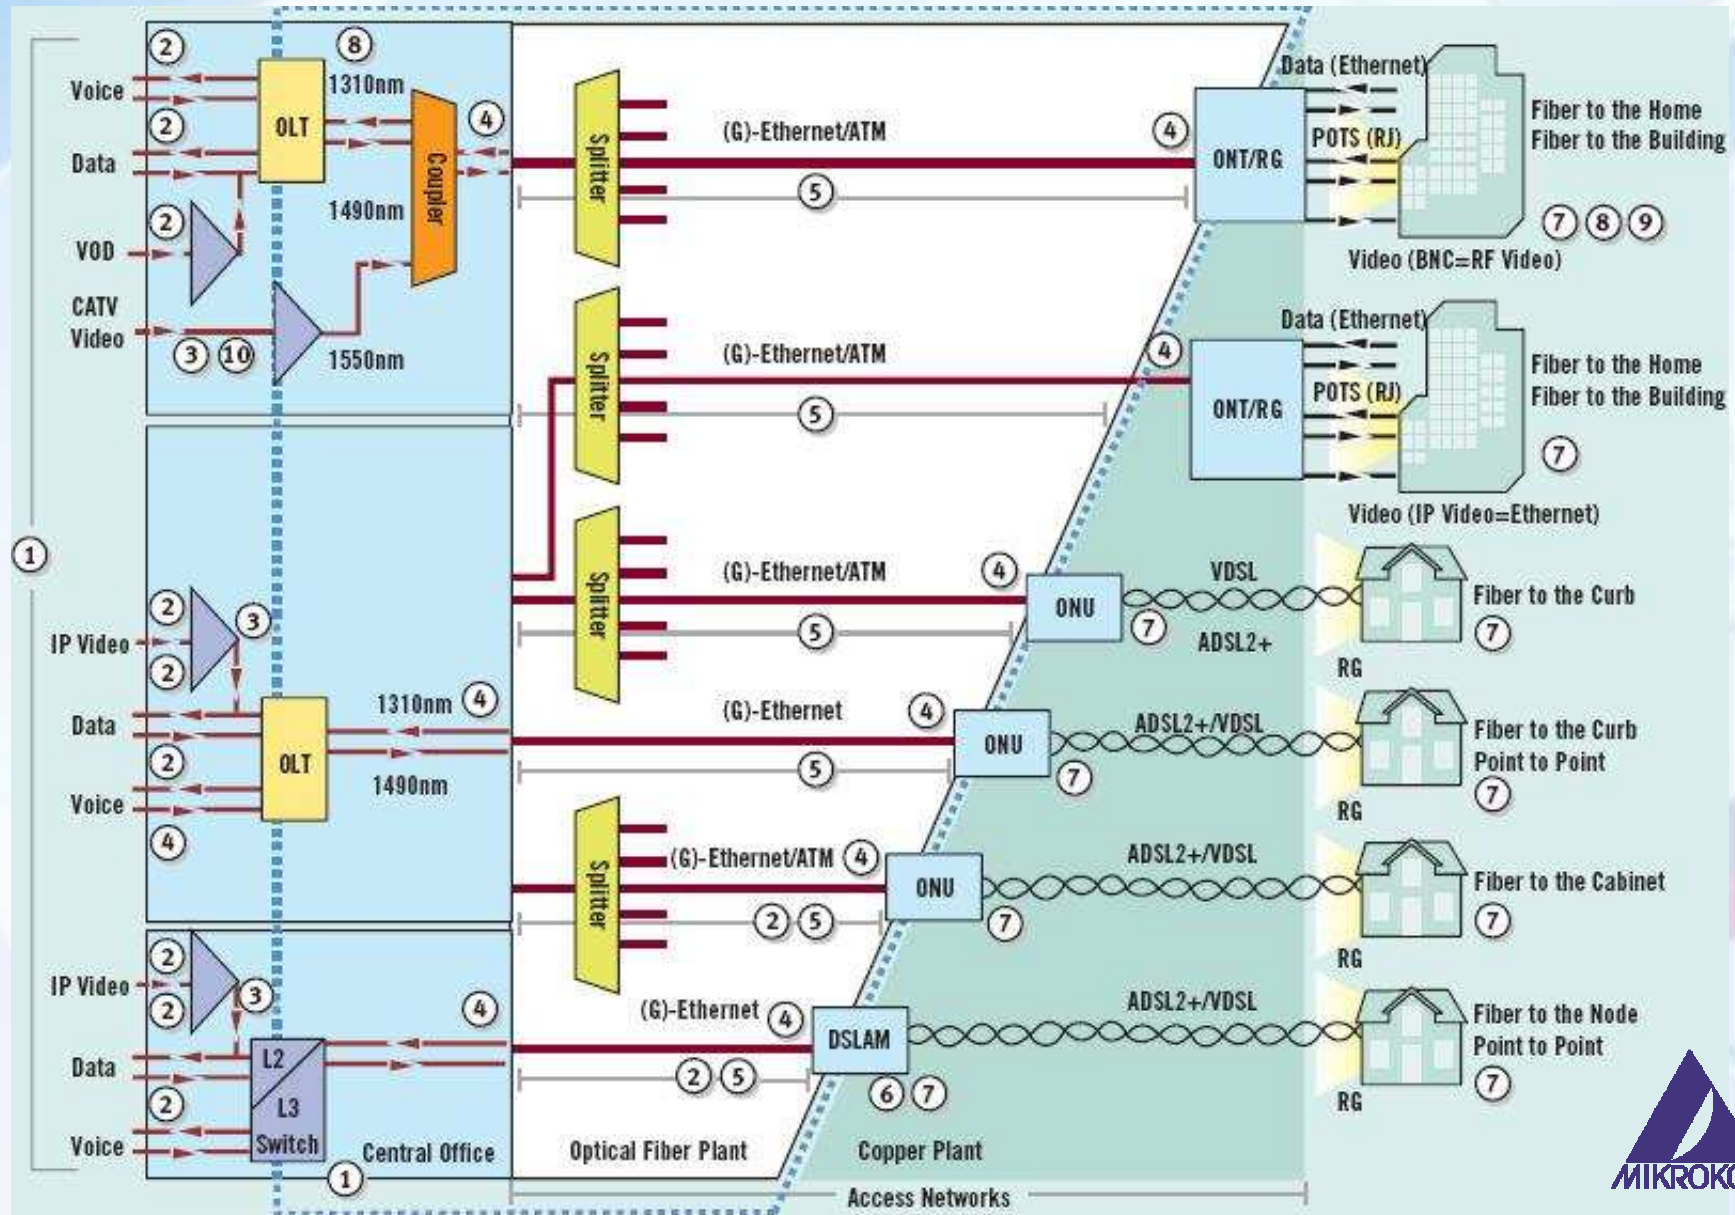 1
2
Voice
2
Data
2
VOD
CATV
Video
3 10
OLT
8
1310nm
1490nm
1550nm
Coupler
4
Splitter
(G)-Ethernet/ATM
5
4
ONT/RG
Data (Ethernet)
POTS (RJ)
Video (BNC=RF Video)
Fiber to the Home
Fiber to the Building
7 8 9
Splitter
(G)-Ethernet/ATM
5
4
ONT/RG
Data (Ethernet)
POTS (RJ)
Video (IP Video=Ethernet)
Fiber to the Home
Fiber to the Building
7
2
IP Video
3
2
Data
2
Voice
4
OLT
1310nm
4
1490nm
Splitter
(G)-Ethernet/ATM
5
4
ONU
7
VDSL
ADSL2+
RG
Fiber to the Curb
7
(G)-Ethernet
5
4
ONU
7
ADSL2+/VDSL
RG
Fiber to the Curb
Point to Point
7
Splitter
(G)-Ethernet/ATM
4
2 5
ONU
7
ADSL2+/VDSL
RG
Fiber to the Cabinet
7
2
IP Video
2
3
Data
2
Voice
L2
L3
Switch
1
4
Central Office
(G)-Ethernet
4
2 5
DSLAM
6 7
ADSL2+/VDSL
RG
Fiber to the Node
Point to Point
7
Optical Fiber Plant
Copper Plant
Access Networks